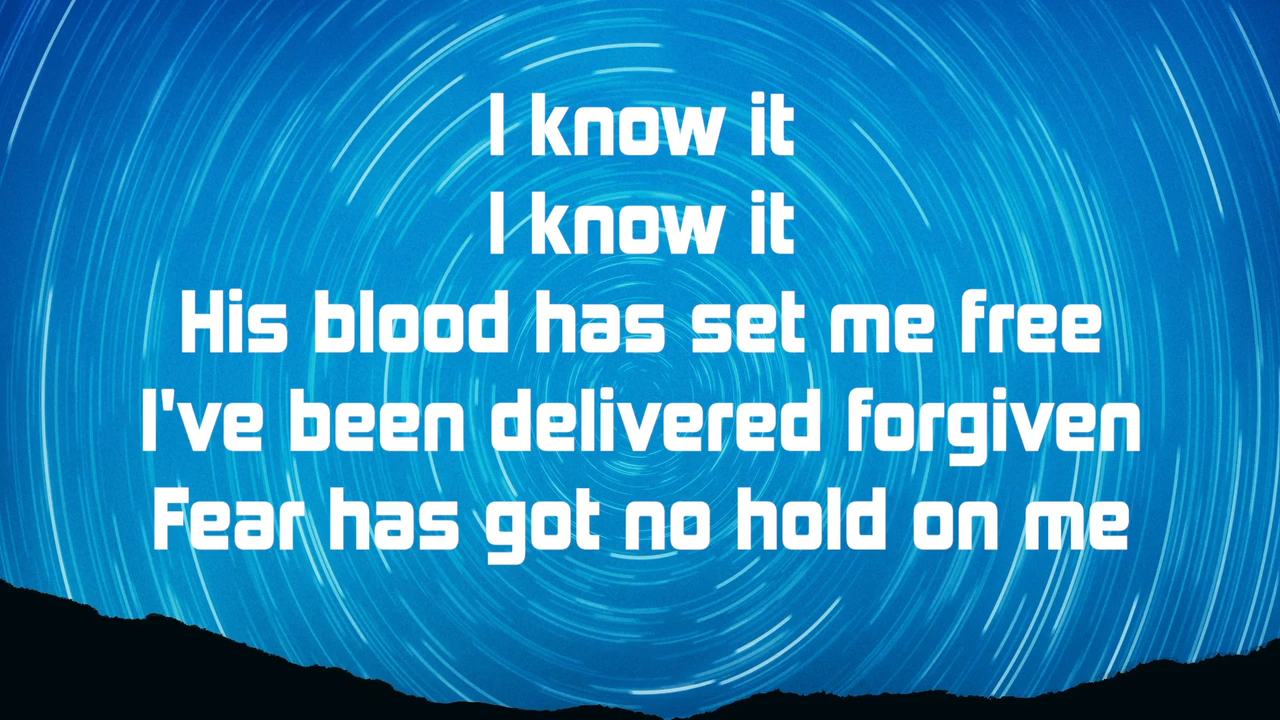 I know it
I know it
His blood has set me free
I've been delivered forgiven
Fear has got no hold on me